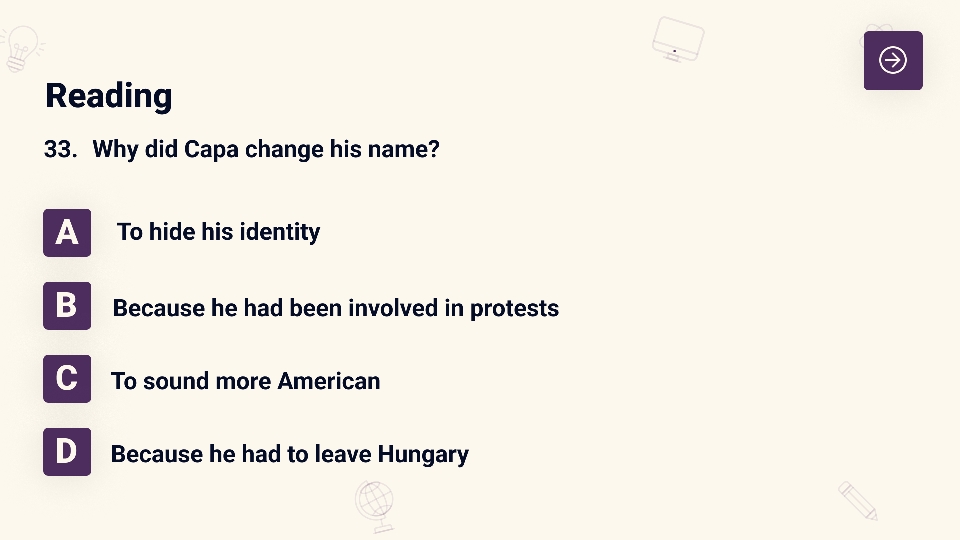 Reading
33. Why did Capa change his name?
A To hide his identity
B Because he had been involved in protests
C To sound more American
D Because he had to leave Hungary